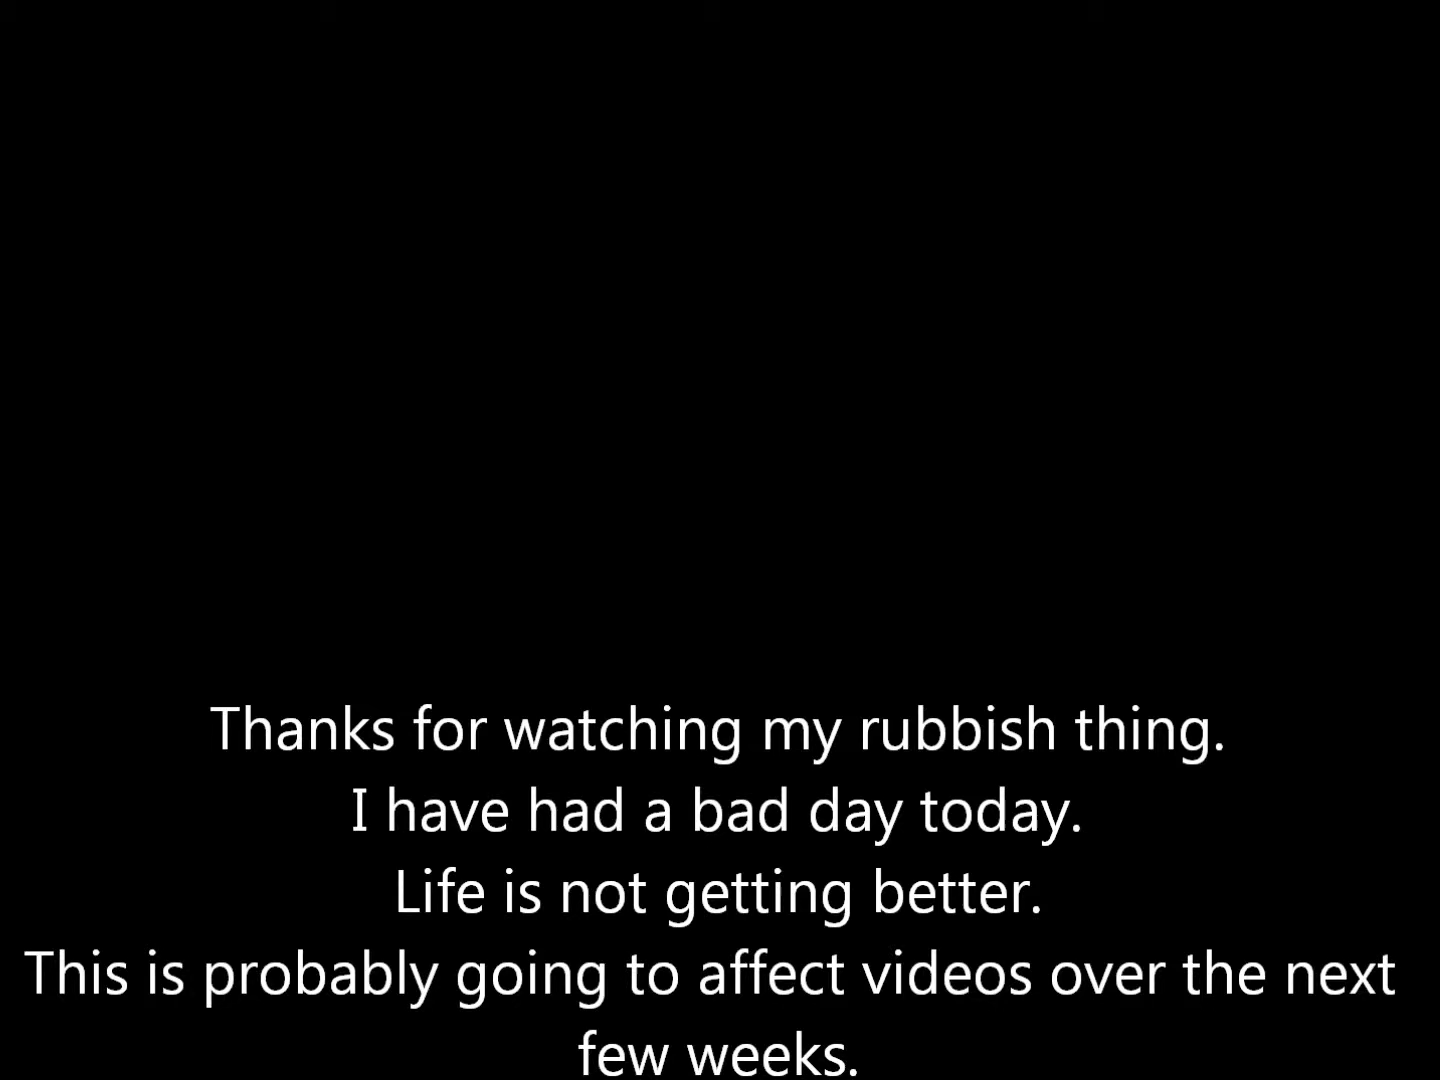 Thanks for watching my rubbish thing.
I have had a bad day today.
Life is not getting better.
This is probably going to affect videos over the next
few weeks.